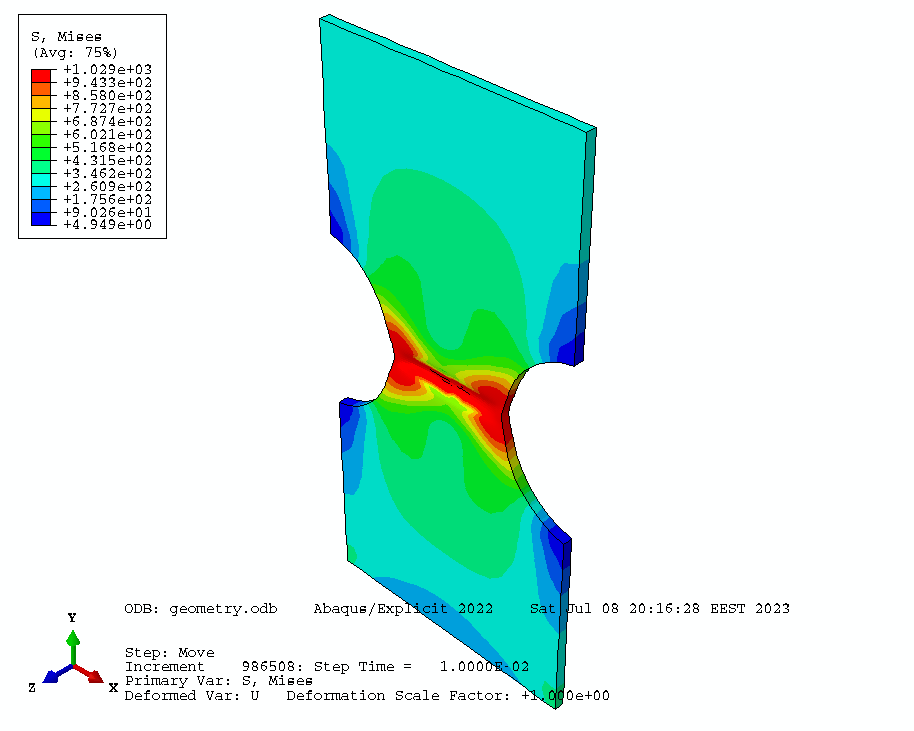 S, Mises
(Avg: 75%)
+1.029e+03
+9.433e+02
+8.580e+02
+7.727e+02
+6.874e+02
+6.021e+02
+5.168e+02
+4.315e+02
+3.462e+02
+2.609e+02
+1.756e+02
+9.026e+01
+4.949e+00
ODB: geometry.odb Abaqus/Explicit 2022 Sat Jul 08 20:16:28 EEST 2023
Y
Z X
Step: Move
Increment 986508: Step Time = 1.0000E-02
Primary Var: S, Mises
Deformed Var: U Deformation Scale Factor: +1.000e+00